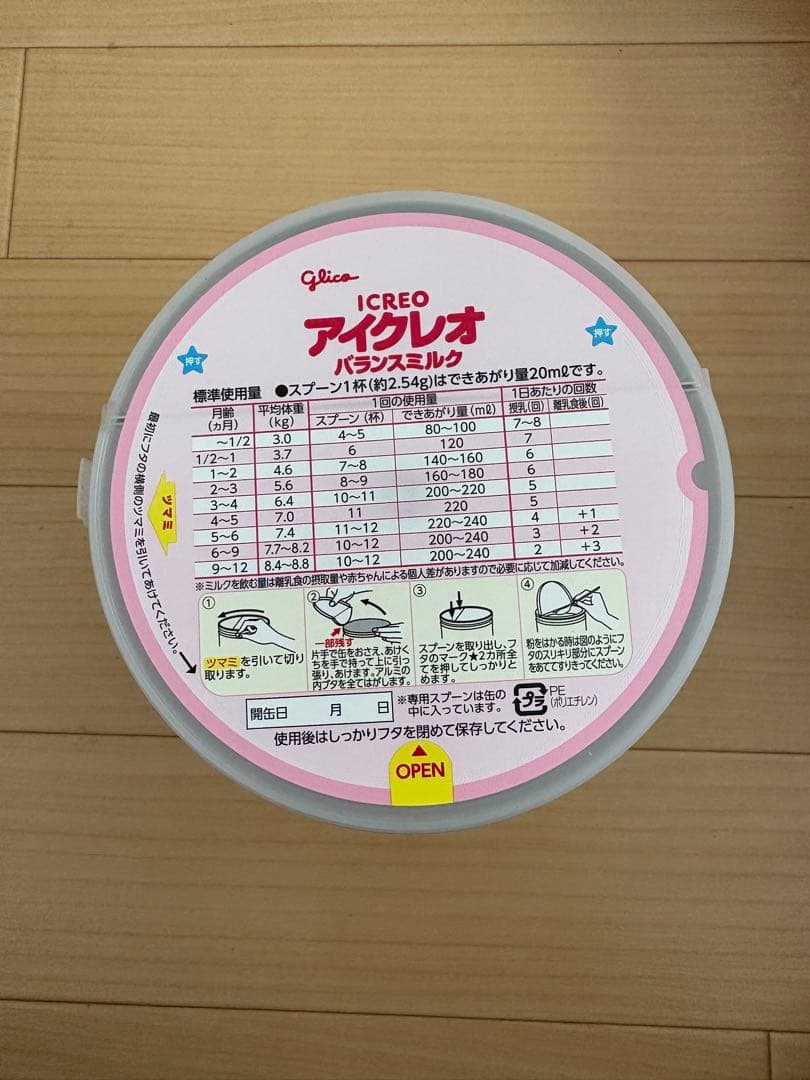 Glico
ICREO
アイクレオ
バランスミルク
押す
押す
標準使用量 ●スプーン1杯(約2.54g)はできあがり量20mlです。
月齢(ヵ月) 平均体重(kg) 1回の使用量 1日あたりの回数
スプーン(杯) できあがり量(ml) 授乳(回) 離乳食後(回)
～1/2 3.0 4～5 80～100 7～8
1/2～1 3.7 6 120 7
1～2 4.6 7～8 140～160 6
2～3 5.6 8～9 160～180 6
3～4 6.4 10～11 200～220 5
4～5 7.0 11 220 5
5～6 7.4 11～12 220～240 4 +1
6～9 7.7～8.2 10～12 200～240 3 +2
9～12 8.4～8.8 10～12 200～240 2 +3
※ミルクを飲む量は離乳食の摂取量や赤ちゃんによる個人差がありますので必要に応じて加減してください。
ツマミ
最初にフタの横側のツマミを引いてあけてください。
①
ツマミを引いて切り
取ります。
②
一部残す
片手で缶をおさえ、あけく
ちを手で持って上に引っ
張り、あけます。アルミの
内ブタを全てはがします。
③
スプーンを取り出し、フ
タのマーク★2カ所全
てを押してしっかりと
めます。
④
粉をはかる時は図のようにフ
タのスリキリ部分にスプーン
をあててすりきってください。
開缶日 月 日
※専用スプーンは缶の
中に入っています。
プラ
PE
(ポリエチレン)
使用後はしっかりフタを閉めて保存してください。
OPEN